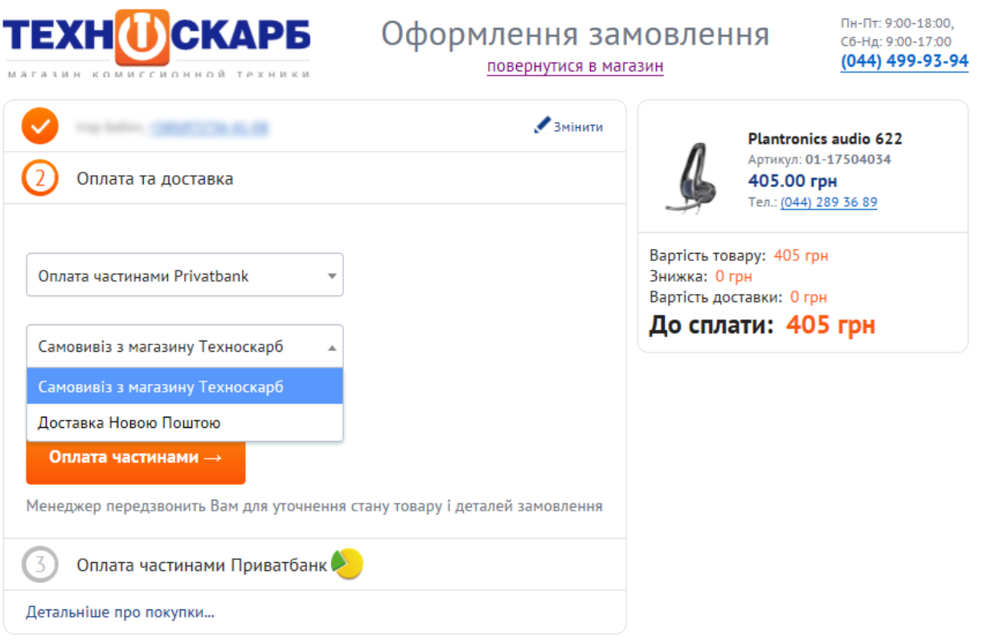 ТЕХНОСКАРБ
магазин комиссионной техники
Оформлення замовлення
повернутися в магазин
Пн-Пт: 9:00-18:00,
Сб-Нд: 9:00-17:00
(044) 499-93-94
Змінити
2 Оплата та доставка
Оплата частинами Privatbank
Самовивіз з магазину Техноскарб
Самовивіз з магазину Техноскарб
Доставка Новою Поштою
Оплата частинами →
Менеджер передзвонить Вам для уточнення стану товару і деталей замовлення
3 Оплата частинами Приватбанк
Детальніше про покупки...
Plantronics audio 622
Артикул: 01-17504034
405.00 грн
Тел.: (044) 289 36 89
Вартість товару: 405 грн
Знижка: 0 грн
Вартість доставки: 0 грн
До сплати: 405 грн